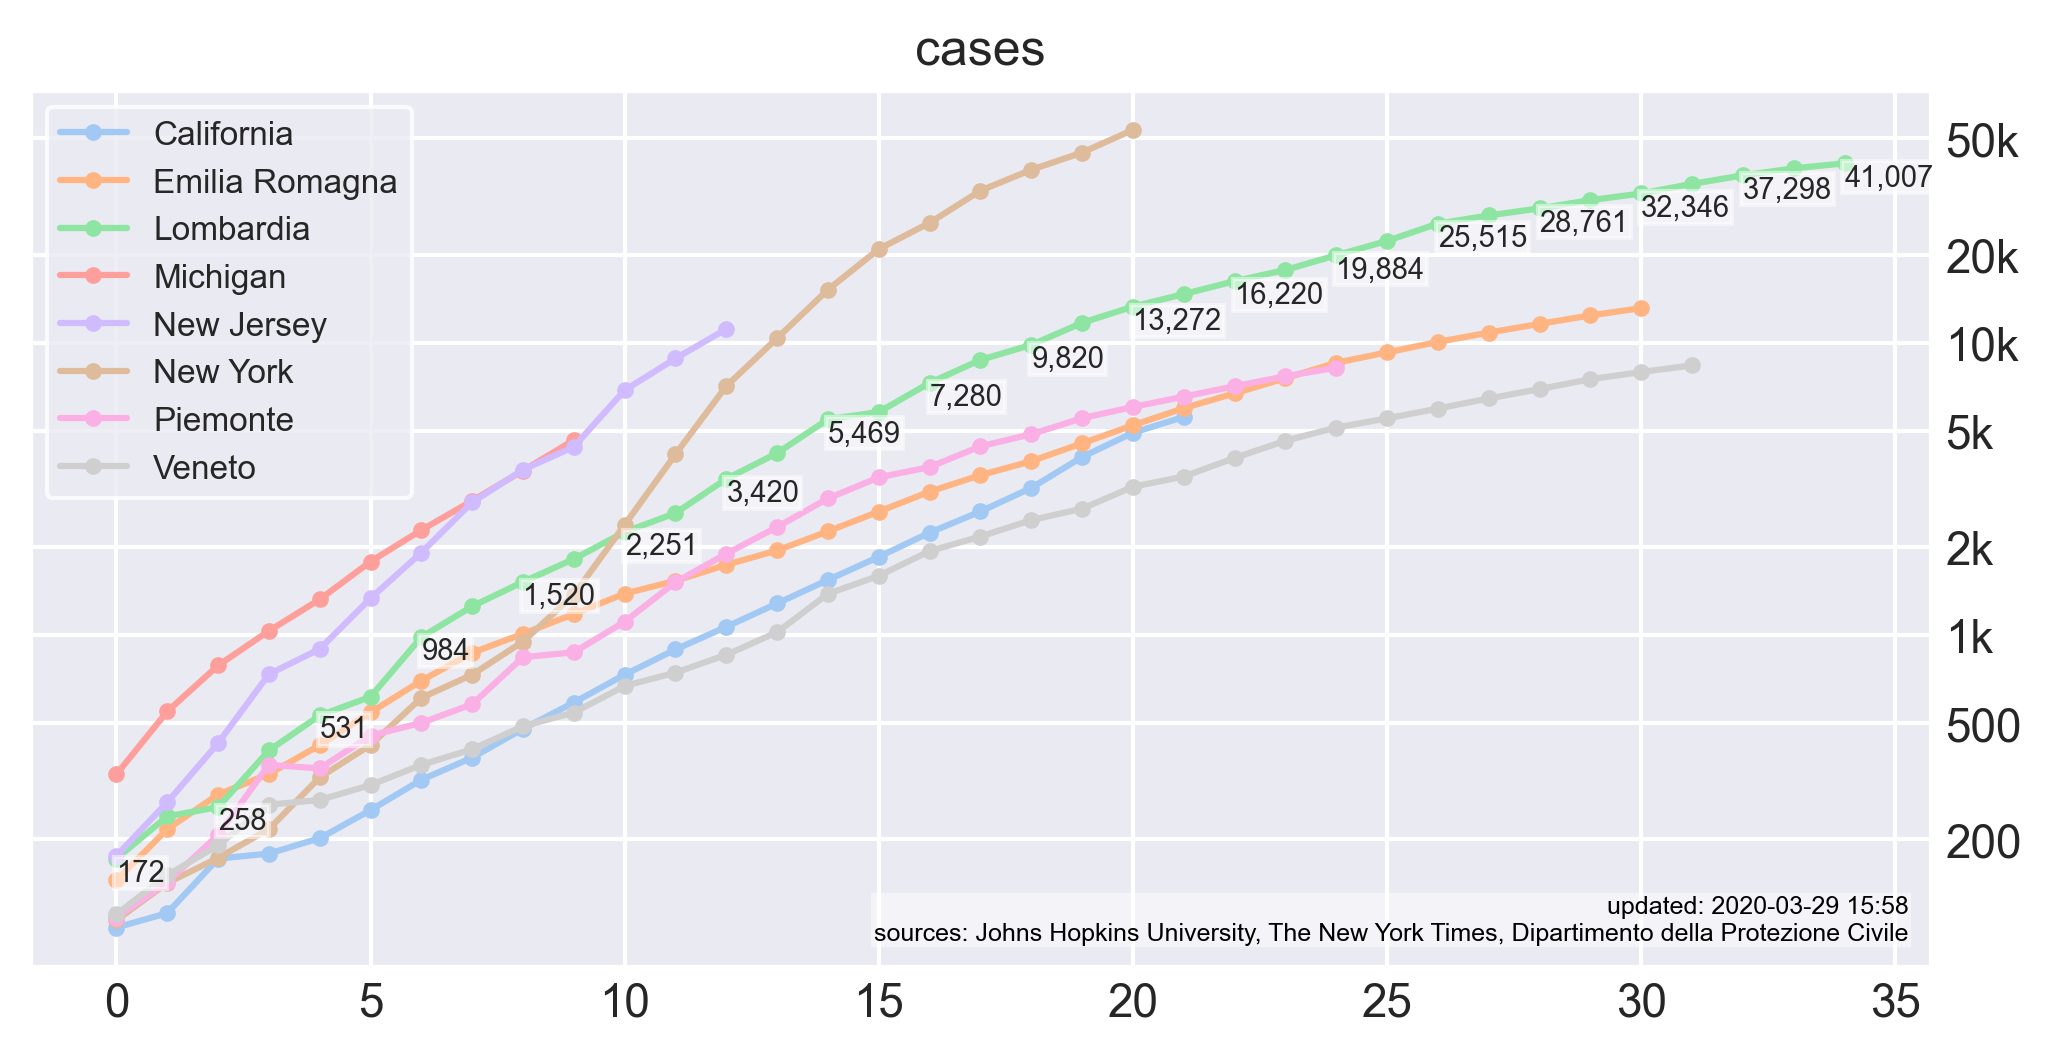 cases
California
Emilia Romagna
Lombardia
Michigan
New Jersey
New York
Piemonte
Veneto
50k
20k
10k
5k
2k
1k
500
200
172
258
531
984
1,520
2,251
3,420
5,469
7,280
9,820
13,272
16,220
19,884
25,515
28,761
32,346
37,298
41,007
updated: 2020-03-29 15:58
sources: Johns Hopkins University, The New York Times, Dipartimento della Protezione Civile
0 5 10 15 20 25 30 35